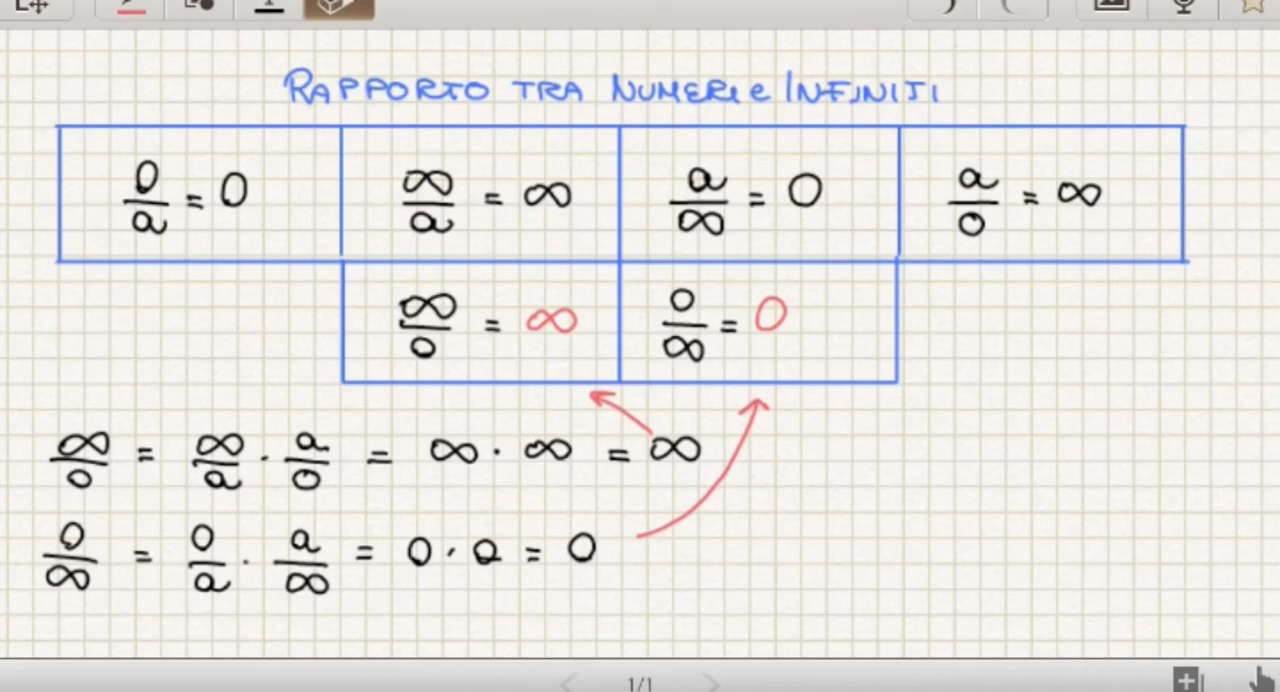 RAPPORTO TRA NUMERI e INFINITI
0/a = 0 ∞/a = ∞ a/∞ = 0 a/0 = ∞
∞/0 = ∞ 0/∞ = 0
∞/0 = ∞/a · a/0 = ∞ · ∞ = ∞
0/∞ = 0/a · a/∞ = 0 · 0 = 0
1/1